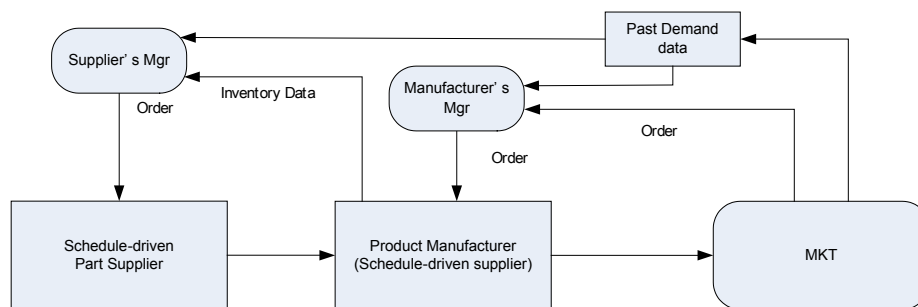 Past Demand
data
Supplier’ s Mgr
Manufacturer’ s
Mgr
Inventory Data
Order
Order
Order
Schedule-driven
Part Supplier
Product Manufacturer
(Schedule-driven supplier)
MKT